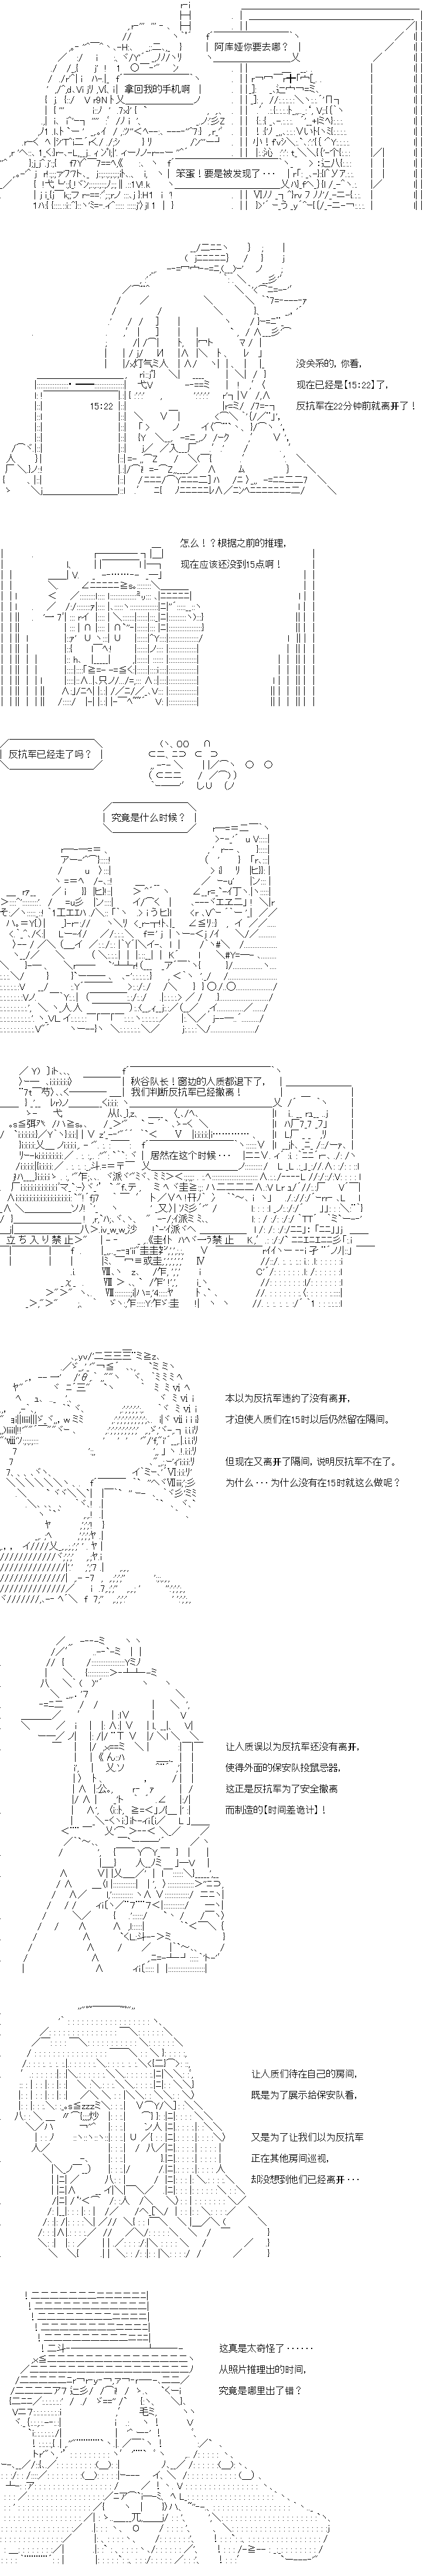 阿库娅你要去哪？
拿回我的手机啊
笨蛋！要是被发现了···
没关系的，你看，
现在已经是【15：22】了，
反抗军在22分钟前就离开了！
15：22
怎么！？根据之前的推理，
现在应该还没到15点啊！
反抗军已经走了吗？
究竟是什么时候？
秋谷队长！窗边的人质都退下了，
我们判断反抗军已经撤离！
居然在这个时候···
立ち入り禁止
立ち入り禁止
本以为反抗军违约了没有离开，
才迫使人质们在15时以后仍然留在隔间。
但现在又离开了隔间，说明反抗军不在了。
为什么···为什么没有在15时就这么做呢？
让人质误以为反抗军还没有离开，
使得外面的保安队投鼠忌器，
这正是反抗军为了安全撤离
而制造的【时间差诡计】！
让人质们待在自己的房间，
既是为了展示给保安队看，
又是为了让我们以为反抗军
正在其他房间巡视，
却没想到他们已经离开···
这真是太奇怪了······
从照片推理出的时间，
究竟是哪里出了错？